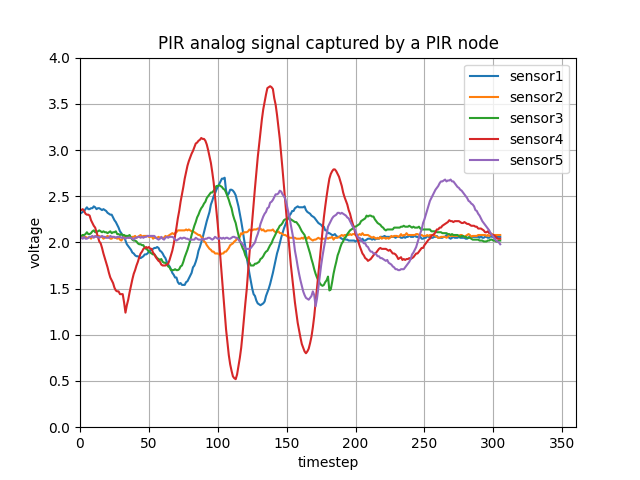 PIR analog signal captured by a PIR node
4.0
3.5
3.0
2.5
2.0
1.5
1.0
0.5
0.0
voltage
sensor1
sensor2
sensor3
sensor4
sensor5
0 50 100 150 200 250 300 350
timestep